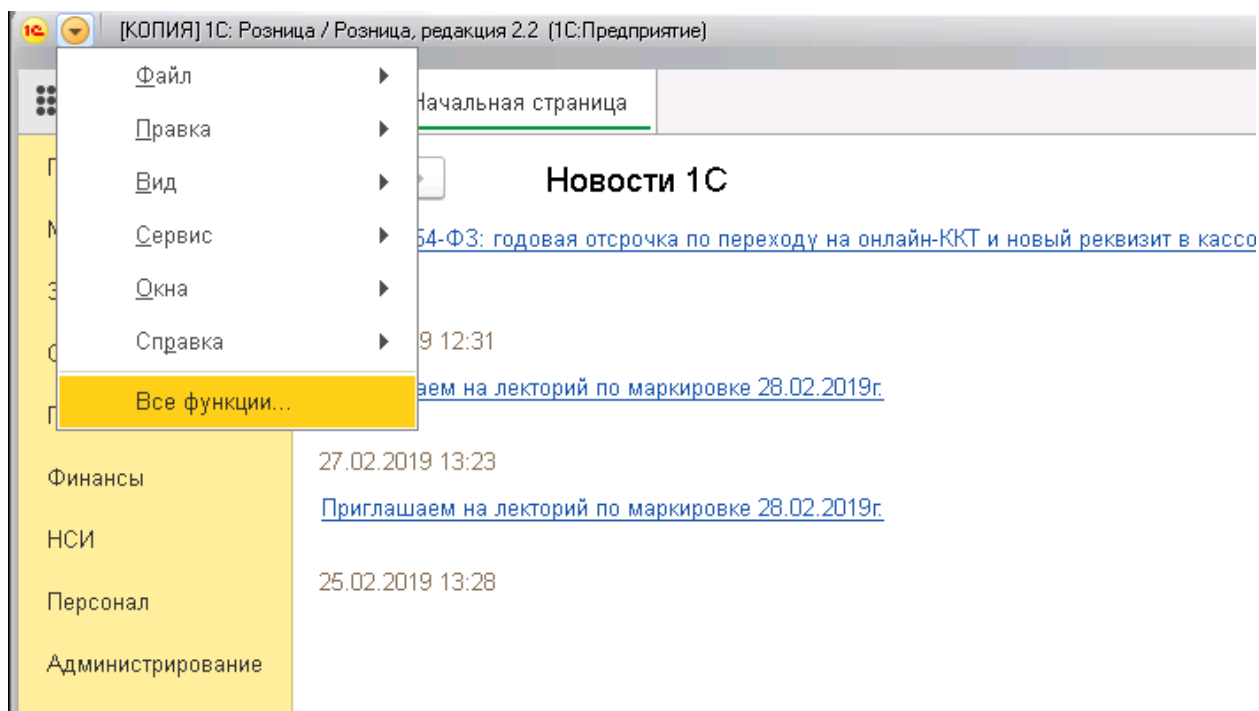 1С [КОПИЯ] 1С: Розница / Розница, редакция 2.2 (1С:Предприятие)
Файл
Начальная страница
Правка
Вид
Новости 1С
Сервис
54-ФЗ: годовая отсрочка по переходу на онлайн-ККТ и новый реквизит в кассо
Окна
Справка
9 12:31
на лекторий по маркировке 28.02.2019г.
Все функции...
27.02.2019 13:23
Финансы
Приглашаем на лекторий по маркировке 28.02.2019г.
НСИ
25.02.2019 13:28
Персонал
Администрирование